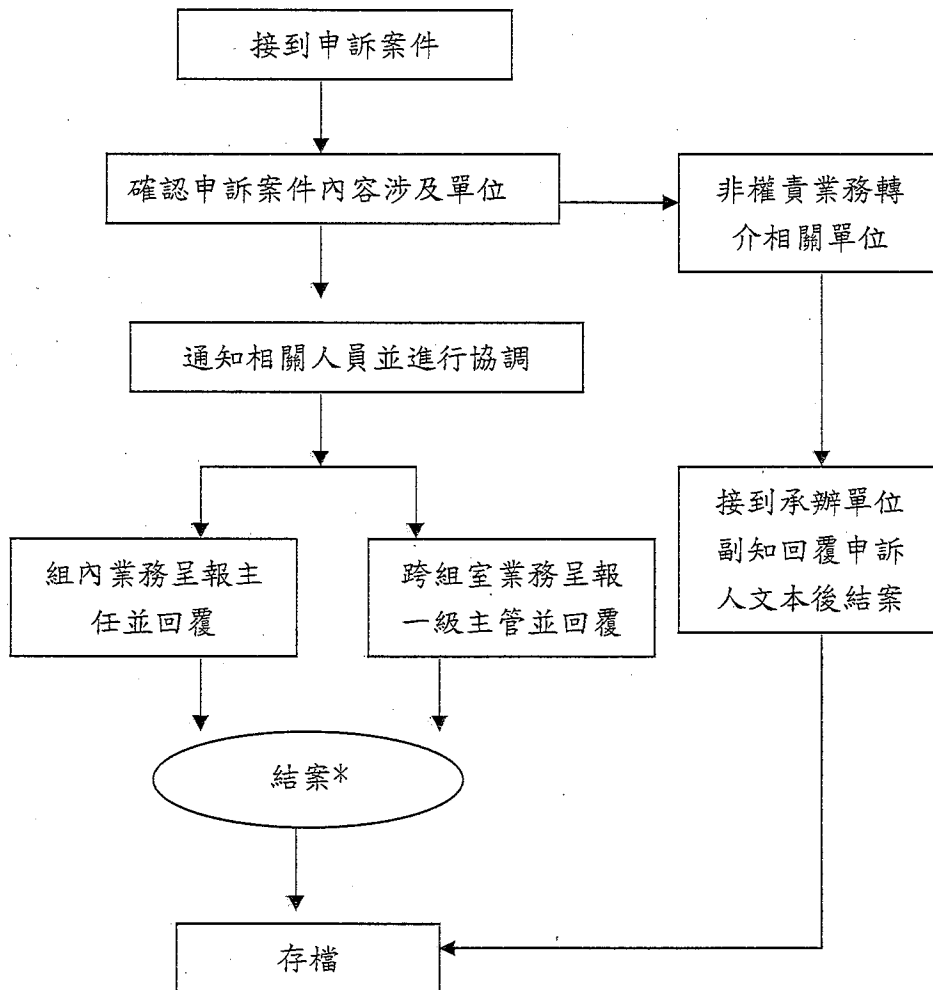 接到申訴案件
確認申訴案件內容涉及單位
非權責業務轉
介相關單位
通知相關人員並進行協調
組內業務呈報主
任並回覆
跨組室業務呈報
一級主管並回覆
接到承辦單位
副知回覆申訴
人文本後結案
結案*
存檔